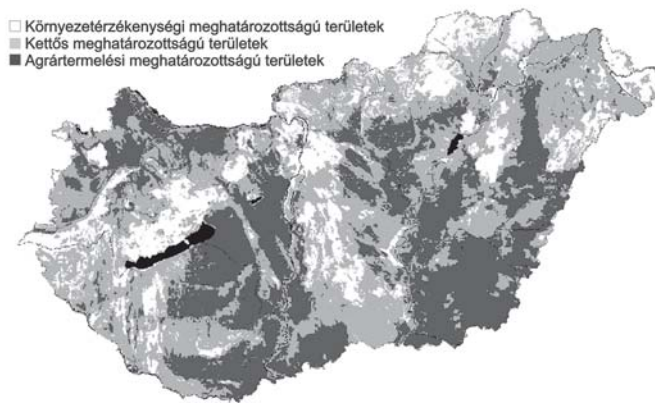 Környezetérzékenységi meghatározottságú területek
Kettős meghatározottságú területek
Agrártermelési meghatározottságú területek